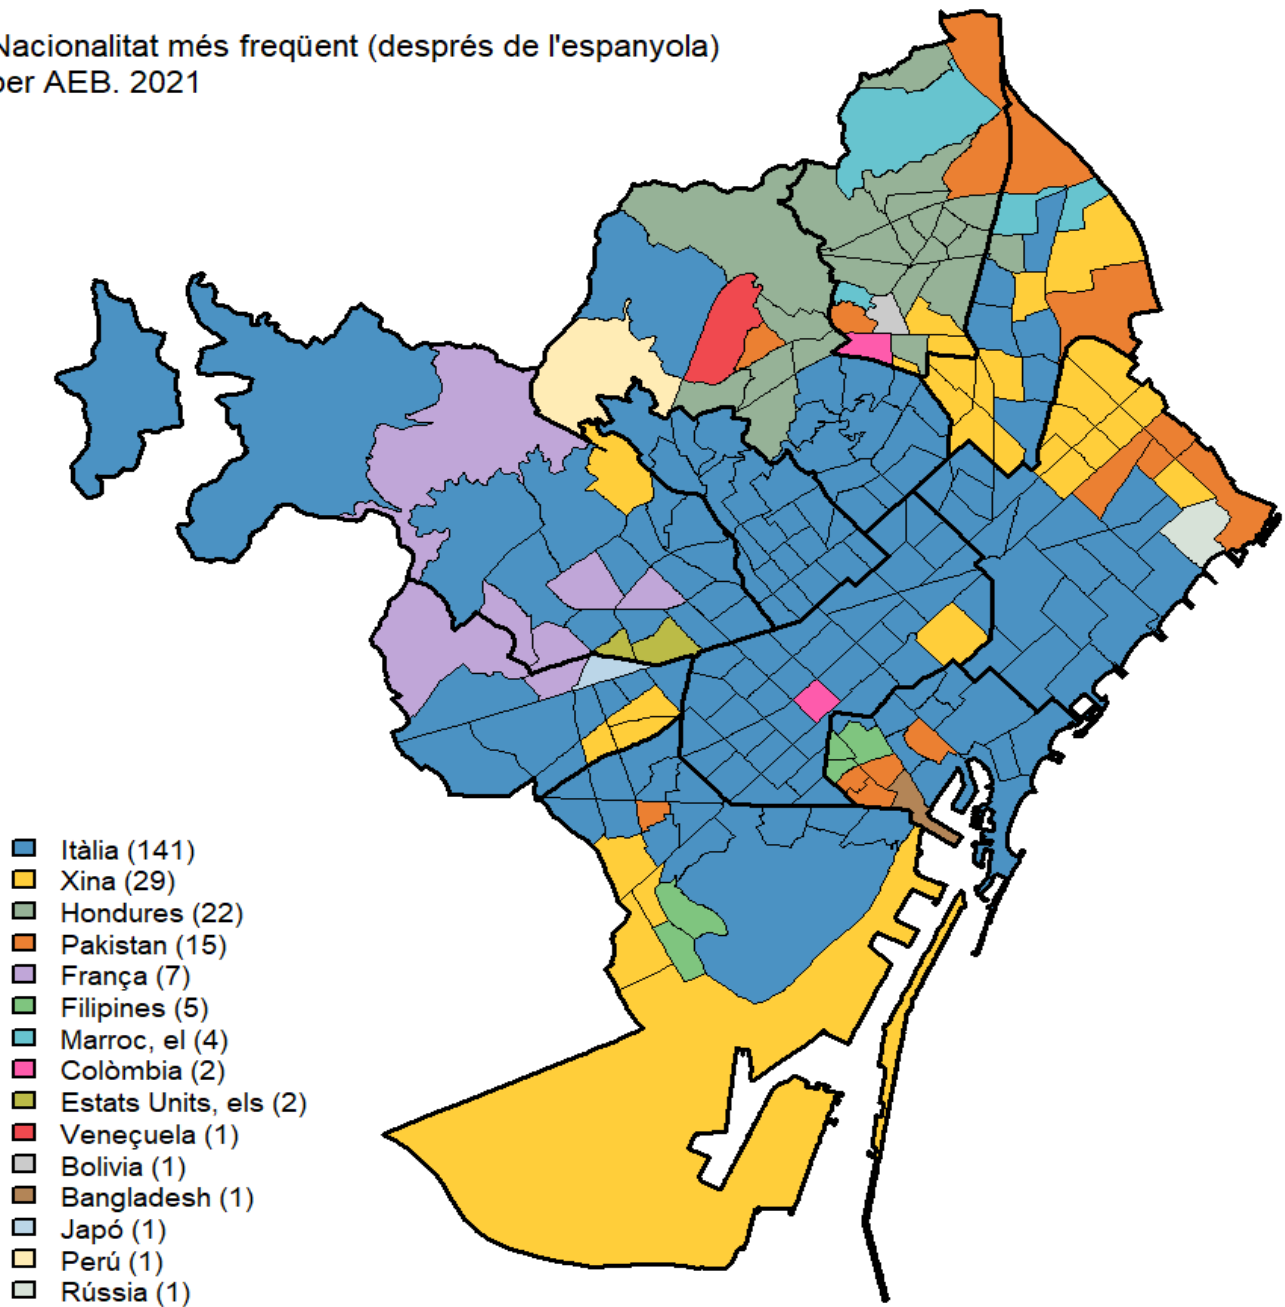 Nacionalitat més freqüent (després de l'espanyola)
per AEB. 2021
Itàlia (141)
Xina (29)
Hondures (22)
Pakistan (15)
França (7)
Filipines (5)
Marroc, el (4)
Colòmbia (2)
Estats Units, els (2)
Veneçuela (1)
Bolivia (1)
Bangladesh (1)
Japó (1)
Perú (1)
Rússia (1)